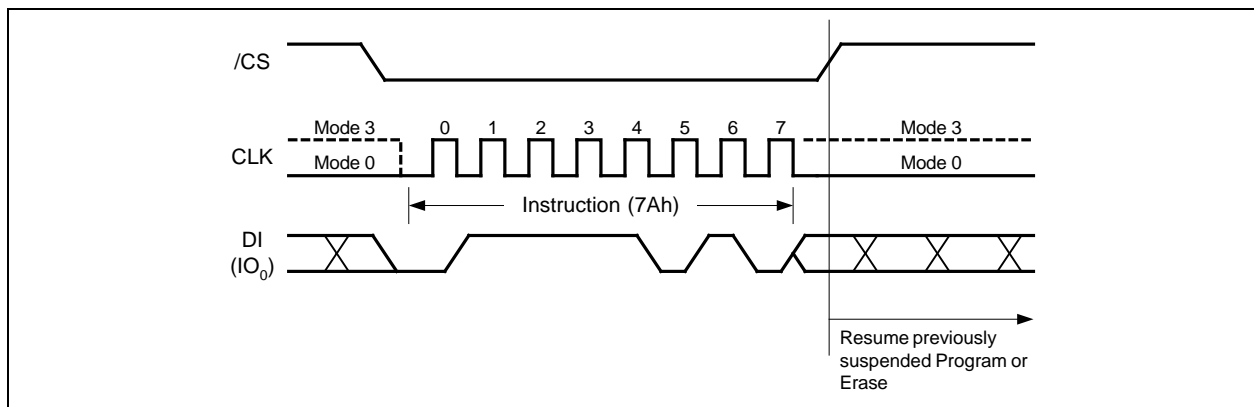 /CS
Mode 3 0 1 2 3 4 5 6 7 Mode 3
CLK Mode 0 Mode 0
Instruction (7Ah)
DI
(IO₀)
Resume previously
suspended Program or
Erase